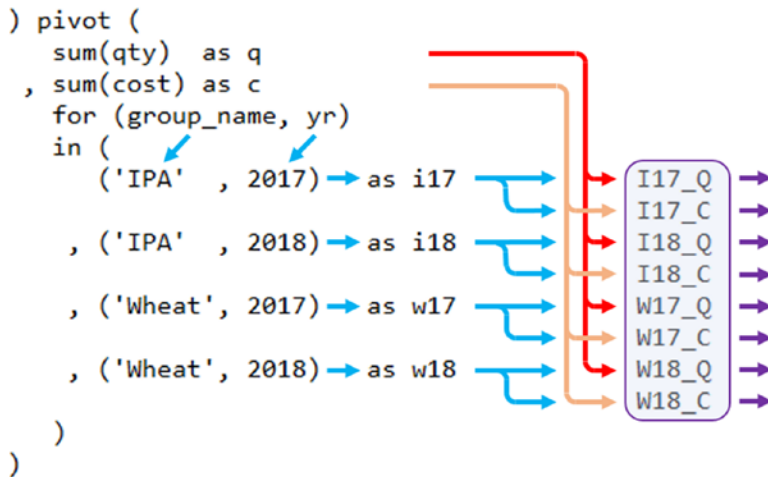 ) pivot (
sum(qty) as q
, sum(cost) as c
for (group_name, yr)
in (
('IPA' , 2017) as i17 I17_Q
I17_C
, ('IPA' , 2018) as i18 I18_Q
I18_C
, ('Wheat', 2017) as w17 W17_Q
W17_C
, ('Wheat', 2018) as w18 W18_Q
W18_C
)
)